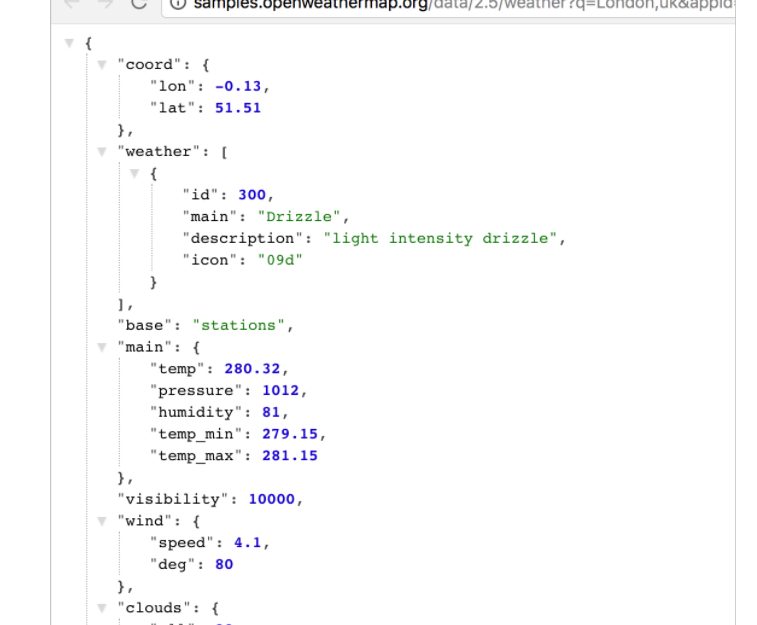 samples.openweathermap.org/data/2.5/weather?q=London,uk&appid
{
"coord": {
"lon": -0.13,
"lat": 51.51
},
"weather": [
{
"id": 300,
"main": "Drizzle",
"description": "light intensity drizzle",
"icon": "09d"
}
],
"base": "stations",
"main": {
"temp": 280.32,
"pressure": 1012,
"humidity": 81,
"temp_min": 279.15,
"temp_max": 281.15
},
"visibility": 10000,
"wind": {
"speed": 4.1,
"deg": 80
},
"clouds": {